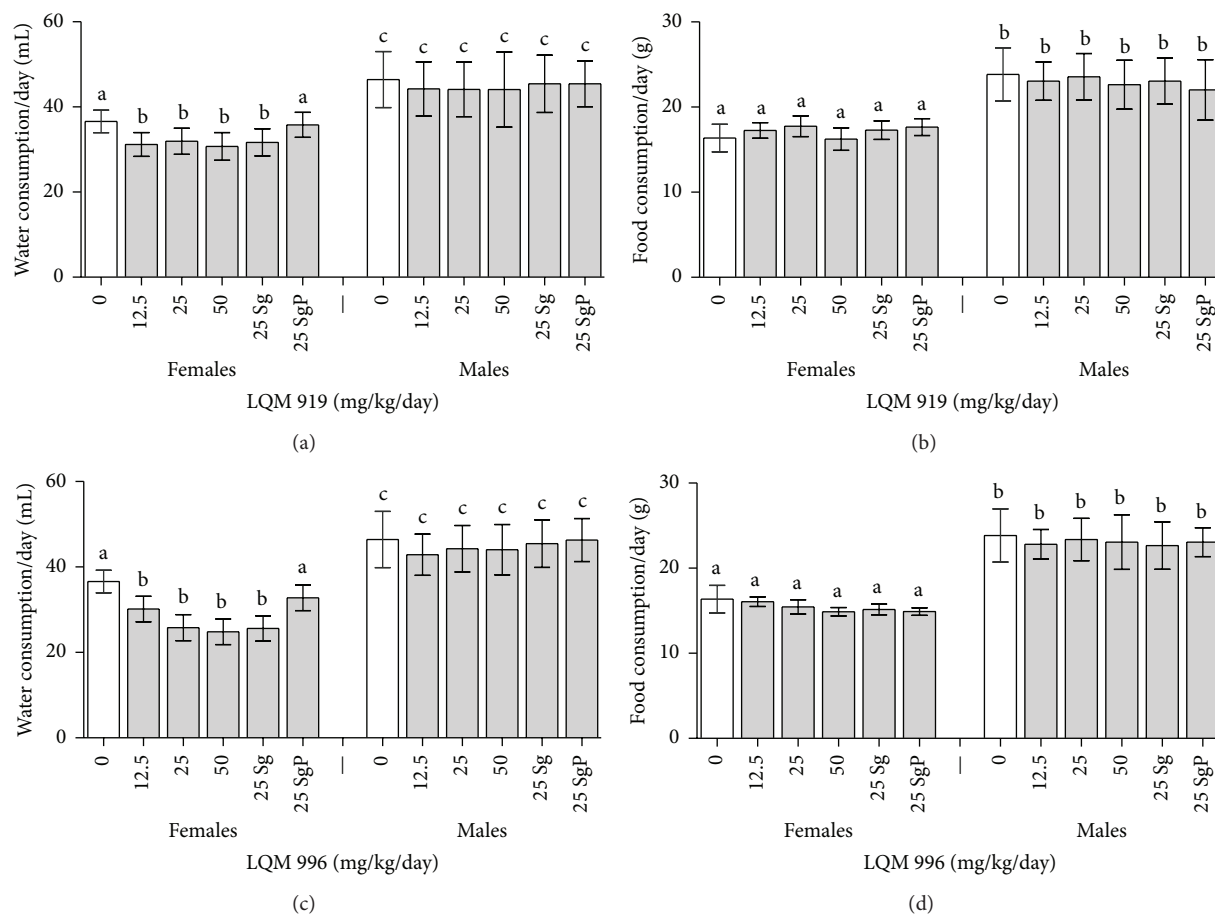 Water consumption/day (mL)
60
40
20
0
a b b b b a c c c c c c
0 12.5 25 50 25 Sg 25 SgP — 0 12.5 25 50 25 Sg 25 SgP
Females Males
LQM 919 (mg/kg/day)
(a)
Food consumption/day (g)
30
20
10
0
a a a a a a b b b b b b
0 12.5 25 50 25 Sg 25 SgP — 0 12.5 25 50 25 Sg 25 SgP
Females Males
LQM 919 (mg/kg/day)
(b)
Water consumption/day (mL)
60
40
20
0
a b b b b a c c c c c c
0 12.5 25 50 25 Sg 25 SgP — 0 12.5 25 50 25 Sg 25 SgP
Females Males
LQM 996 (mg/kg/day)
(c)
Food consumption/day (g)
30
20
10
0
a a a a a a b b b b b b
0 12.5 25 50 25 Sg 25 SgP — 0 12.5 25 50 25 Sg 25 SgP
Females Males
LQM 996 (mg/kg/day)
(d)